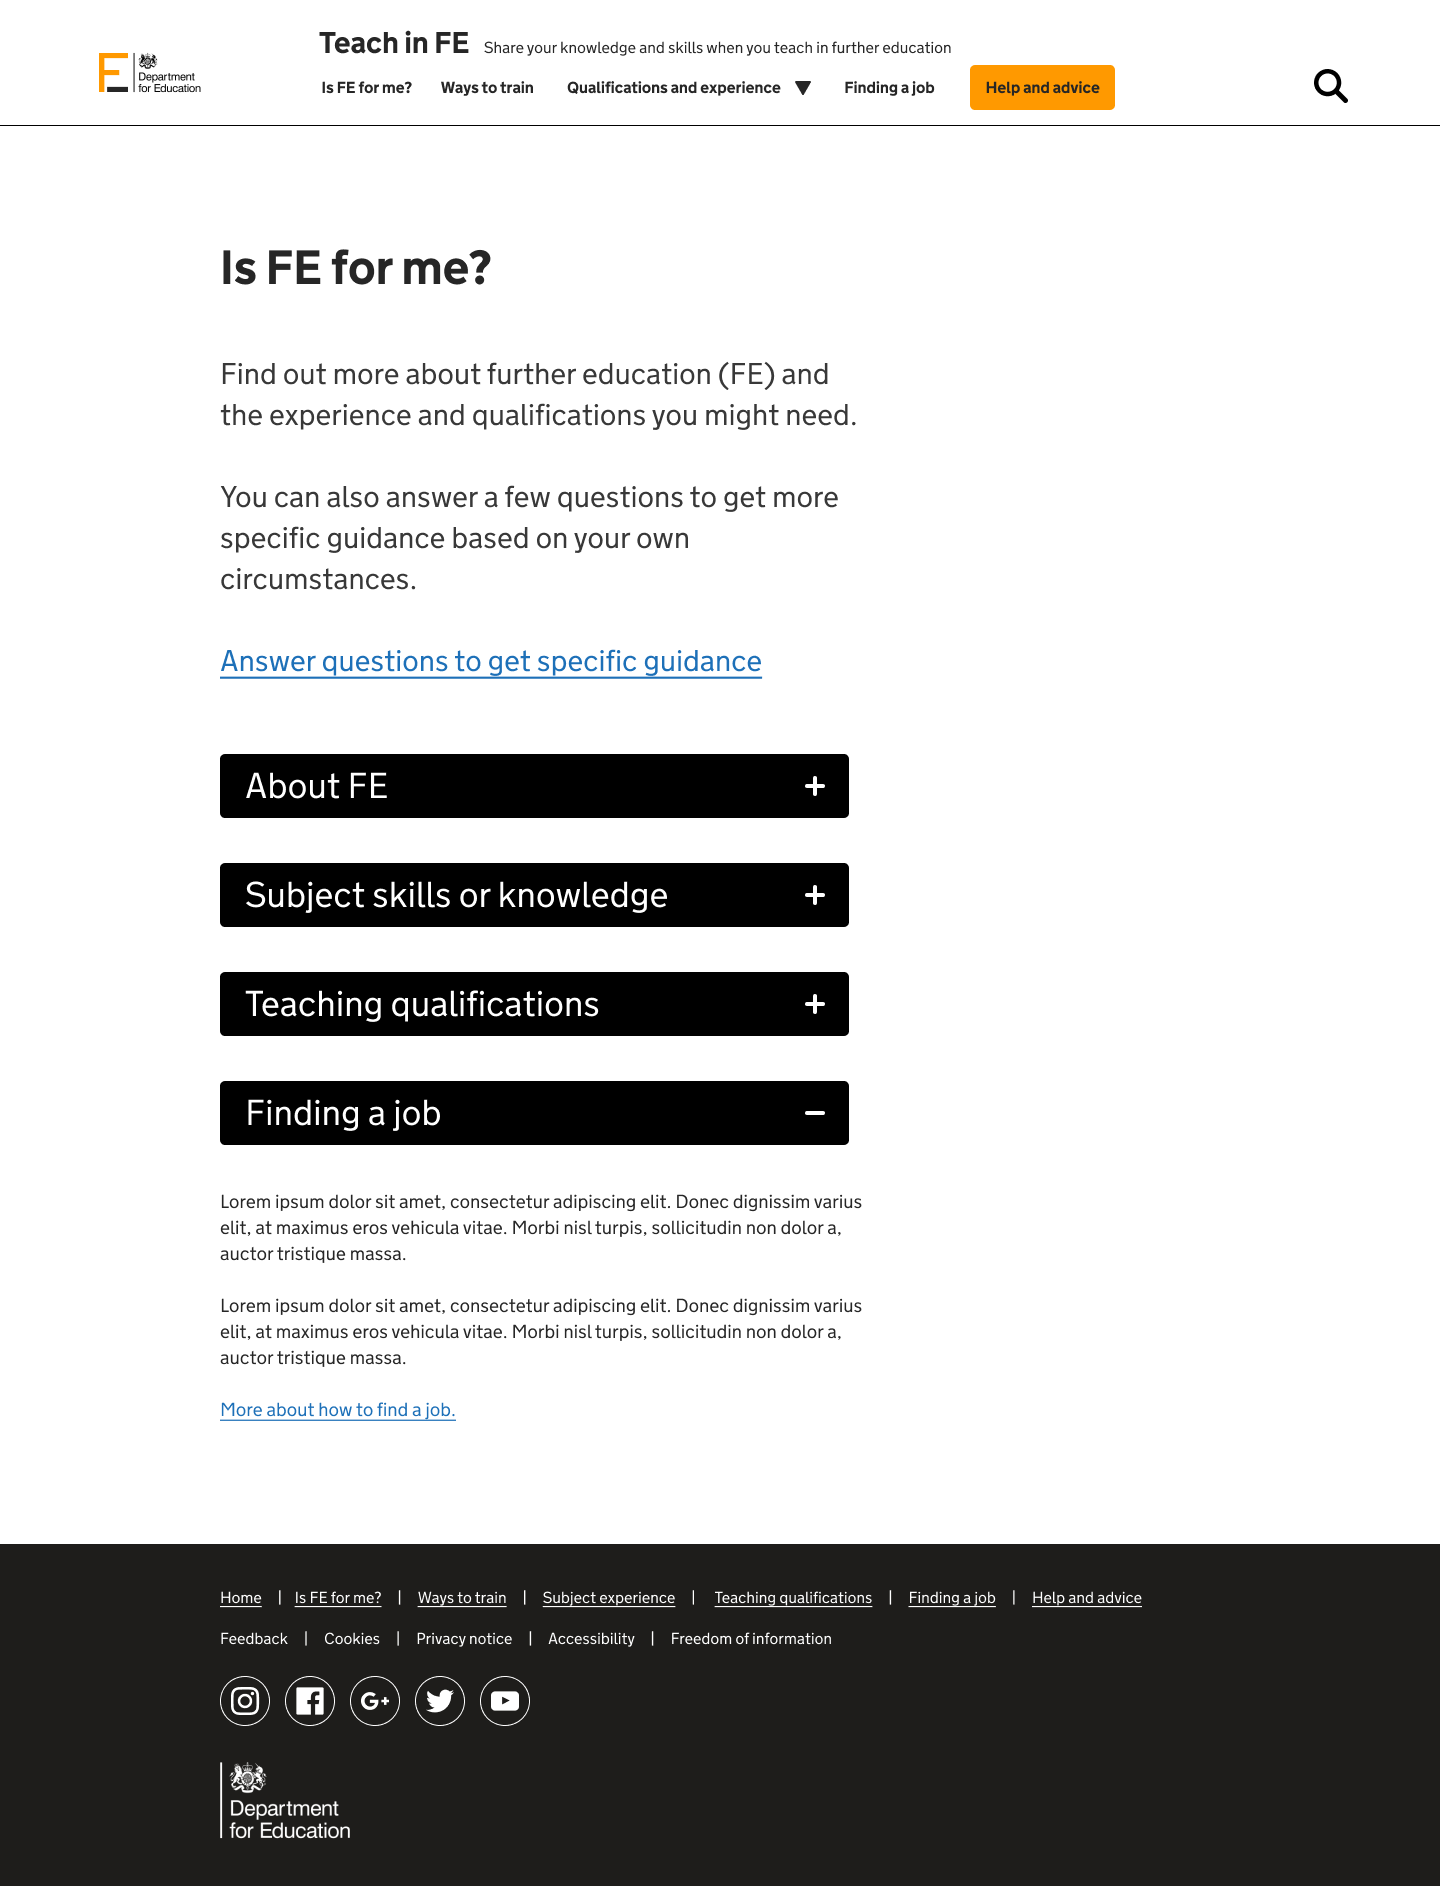 Teach in FE Share your knowledge and skills when you teach in further education
Department
for Education
Is FE for me? Ways to train Qualifications and experience Finding a job Help and advice
Is FE for me?
Find out more about further education (FE) and
the experience and qualifications you might need.
You can also answer a few questions to get more
specific guidance based on your own
circumstances.
Answer questions to get specific guidance
About FE
Subject skills or knowledge
Teaching qualifications
Finding a job
Lorem ipsum dolor sit amet, consectetur adipiscing elit. Donec dignissim varius
elit, at maximus eros vehicula vitae. Morbi nisl turpis, sollicitudin non dolor a,
auctor tristique massa.
Lorem ipsum dolor sit amet, consectetur adipiscing elit. Donec dignissim varius
elit, at maximus eros vehicula vitae. Morbi nisl turpis, sollicitudin non dolor a,
auctor tristique massa.
More about how to find a job.
Home | Is FE for me? | Ways to train | Subject experience | Teaching qualifications | Finding a job | Help and advice
Feedback | Cookies | Privacy notice | Accessibility | Freedom of information
G+
Department
for Education